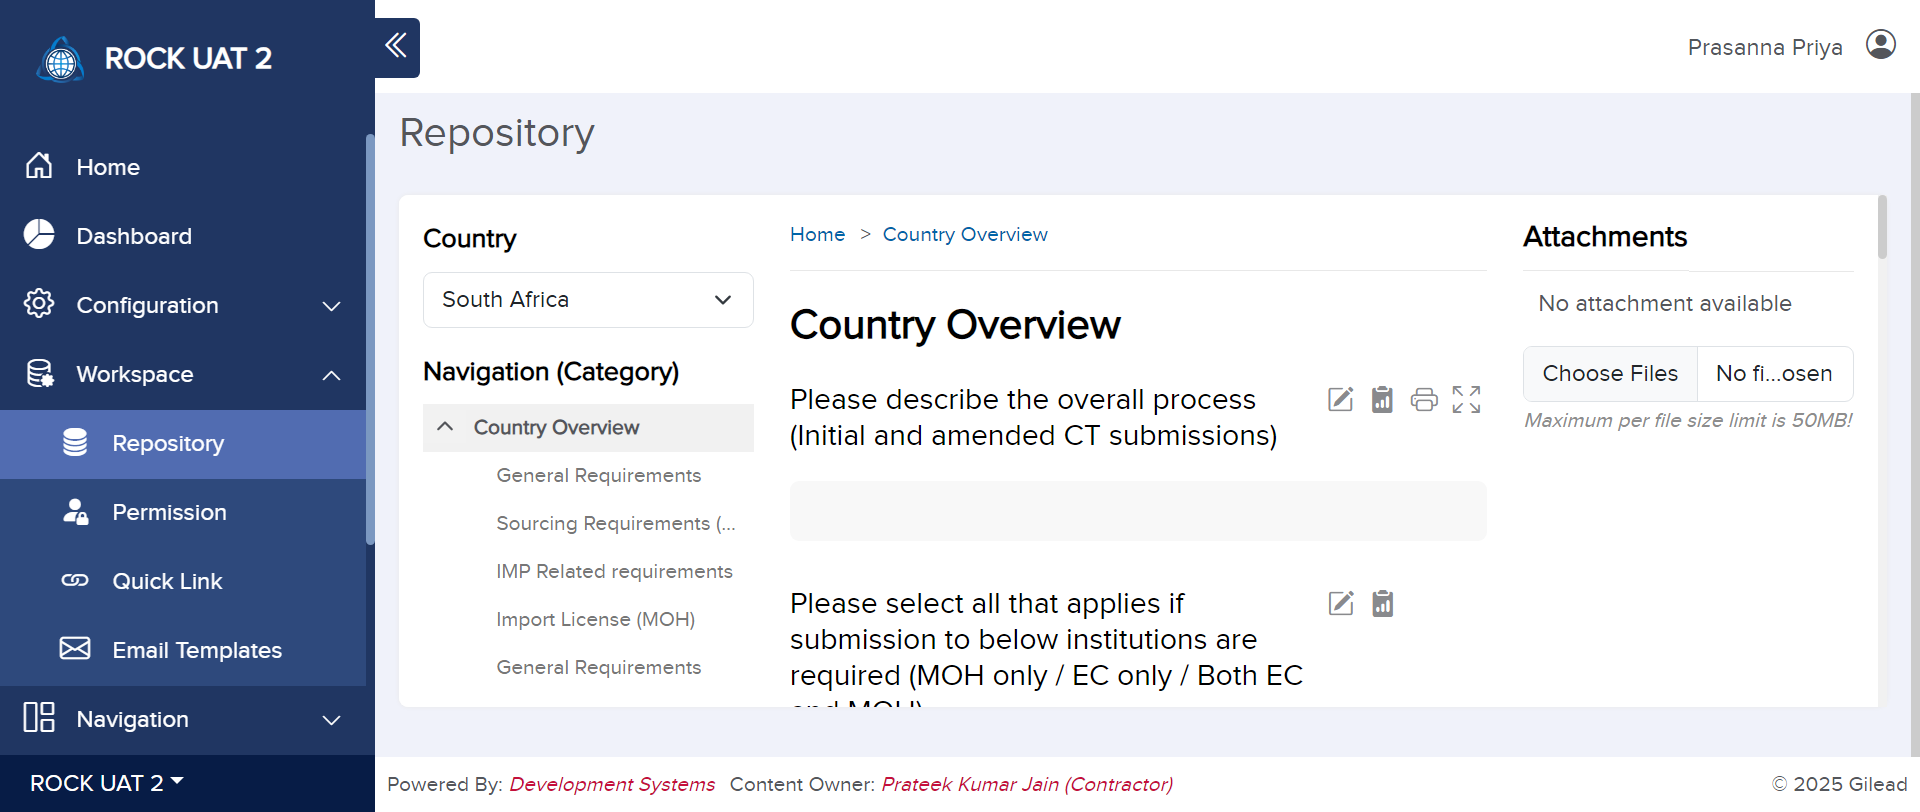 ROCK UAT 2
Prasanna Priya
Home
Dashboard
Configuration
Workspace
Repository
Permission
Quick Link
Email Templates
Navigation
ROCK UAT 2
Repository
Country
South Africa
Navigation (Category)
Country Overview
General Requirements
Sourcing Requirements (...
IMP Related requirements
Import License (MOH)
General Requirements
Home > Country Overview
Country Overview
Please describe the overall process
(Initial and amended CT submissions)
Please select all that applies if
submission to below institutions are
required (MOH only / EC only / Both EC
and MOH)
Attachments
No attachment available
Choose Files No fi...osen
Maximum per file size limit is 50MB!
Powered By: Development Systems Content Owner: Prateek Kumar Jain (Contractor)
© 2025 Gilead